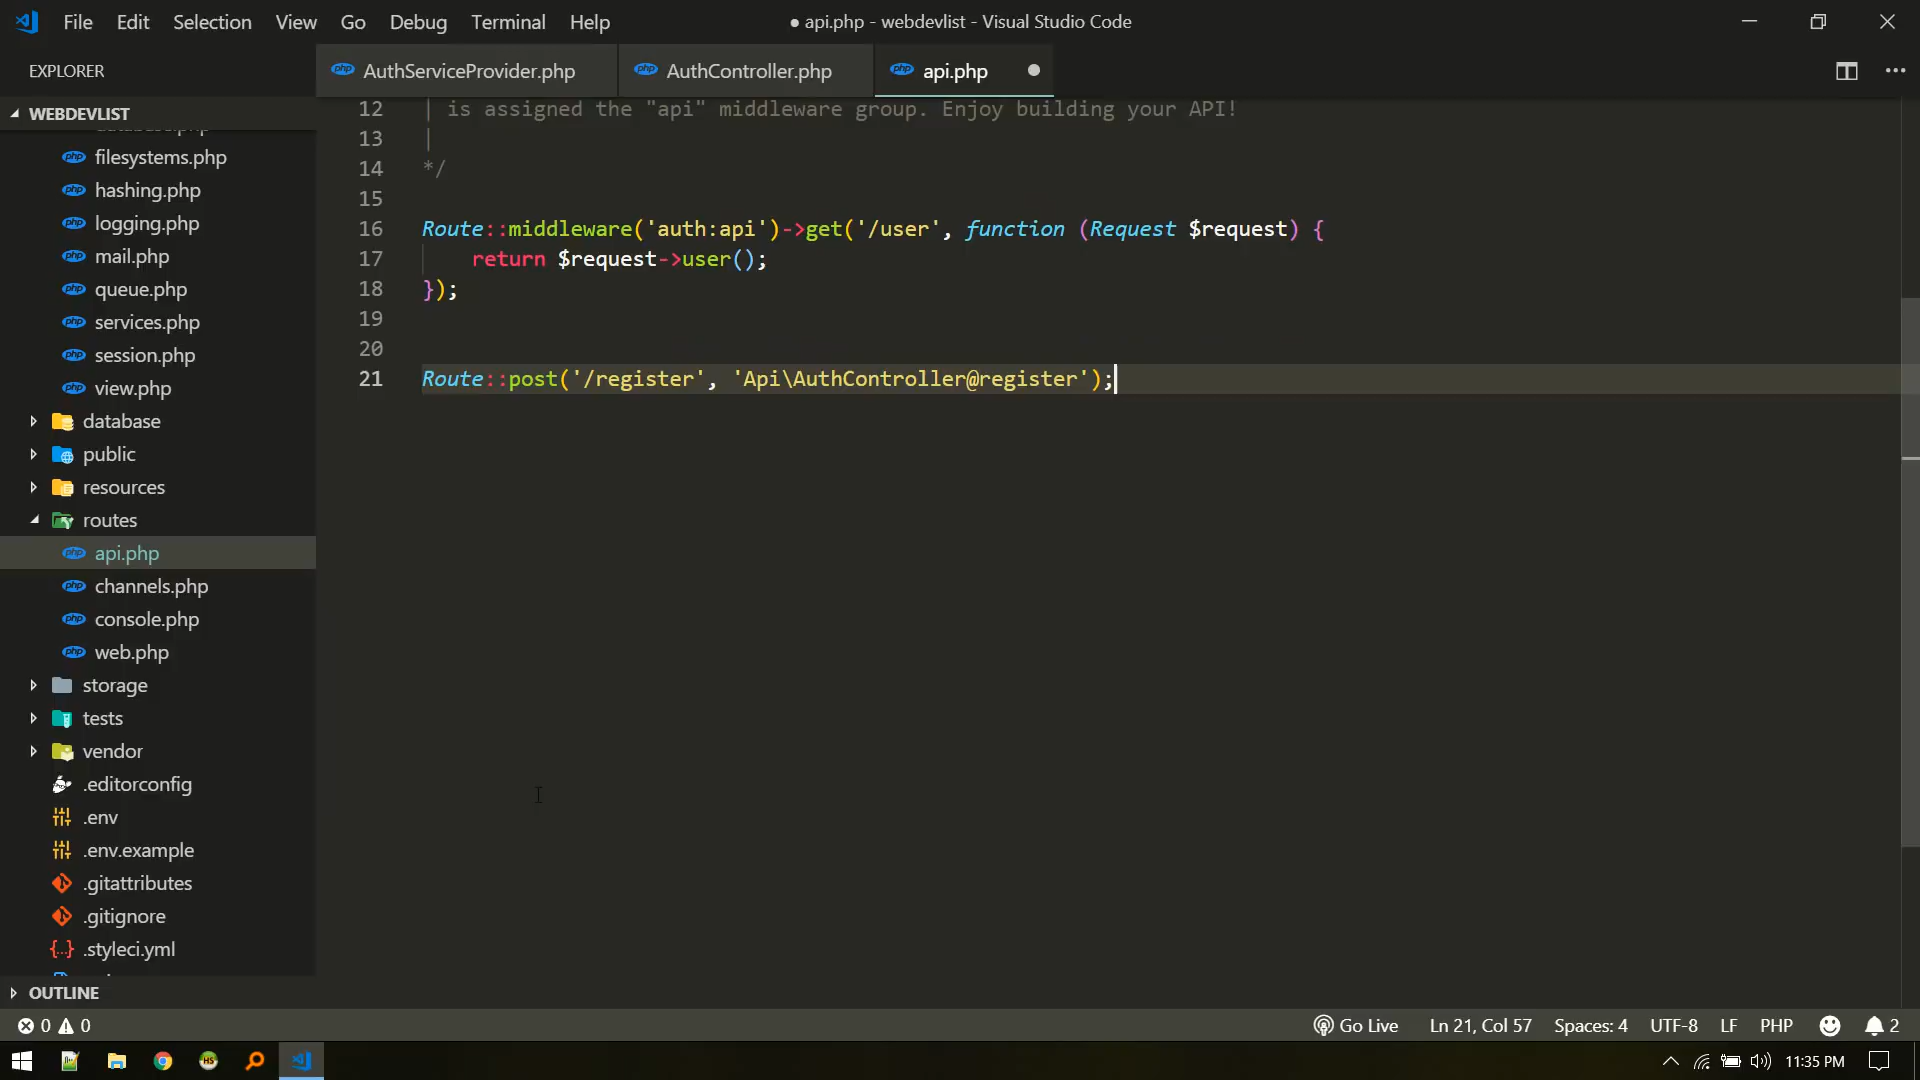 File Edit Selection View Go Debug Terminal Help
● api.php - webdevlist - Visual Studio Code
EXPLORER
AuthServiceProvider.php
AuthController.php
api.php
WEBDEVLIST
filesystems.php
hashing.php
logging.php
mail.php
queue.php
services.php
session.php
view.php
database
public
resources
routes
api.php
channels.php
console.php
web.php
storage
tests
vendor
.editorconfig
.env
.env.example
.gitattributes
.gitignore
.styleci.yml
OUTLINE
12 | is assigned the "api" middleware group. Enjoy building your API!
13 |
14 */
15
16 Route::middleware('auth:api')->get('/user', function (Request $request) {
17     return $request->user();
18 });
19
20
21 Route::post('/register', 'Api\AuthController@register');
0 0
Go Live Ln 21, Col 57 Spaces: 4 UTF-8 LF PHP 2
11:35 PM